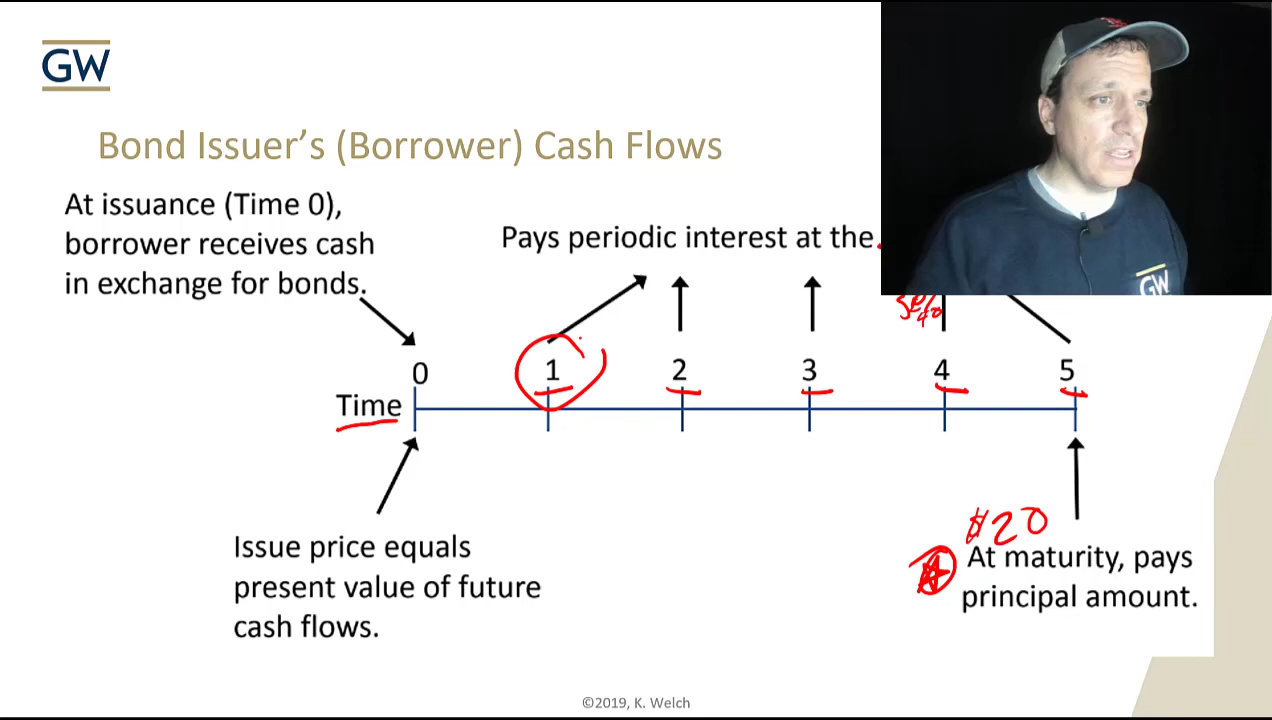 GW
Bond Issuer's (Borrower) Cash Flows
At issuance (Time 0),
borrower receives cash
in exchange for bonds.
Pays periodic interest at the
GW
0 1 2 3 4 5
Time
$20
Issue price equals
present value of future
cash flows.
At maturity, pays
principal amount.
©2019, K. Welch